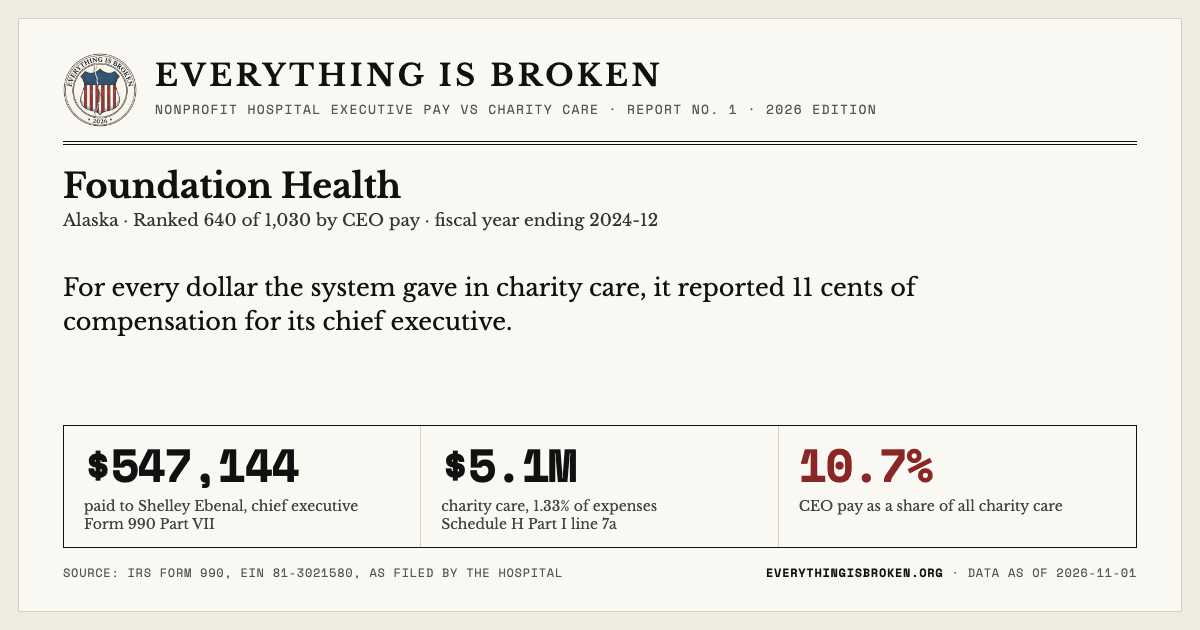 EVERYTHING IS BROKEN
· 2026 ·
EVERYTHING IS BROKEN
NONPROFIT HOSPITAL EXECUTIVE PAY VS CHARITY CARE · REPORT NO. 1 · 2026 EDITION
Foundation Health
Alaska · Ranked 640 of 1,030 by CEO pay · fiscal year ending 2024-12
For every dollar the system gave in charity care, it reported 11 cents of
compensation for its chief executive.
$547,144
paid to Shelley Ebenal, chief executive
Form 990 Part VII
$5.1M
charity care, 1.33% of expenses
Schedule H Part I line 7a
10.7%
CEO pay as a share of all charity care
SOURCE: IRS FORM 990, EIN 81-3021580, AS FILED BY THE HOSPITAL
EVERYTHINGISBROKEN.ORG · DATA AS OF 2026-11-01